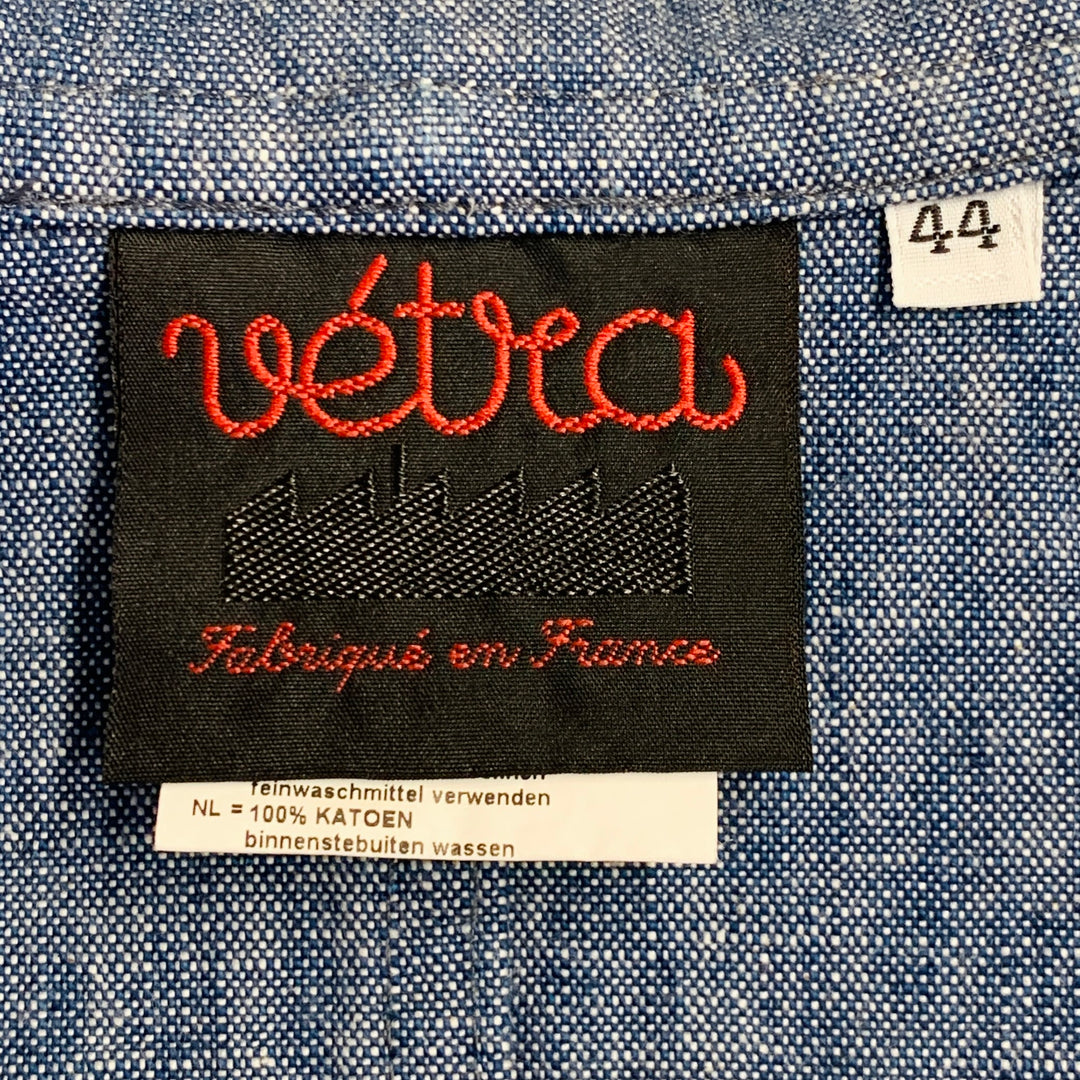 vétra
44
Fabriqué en France
feinwaschmittel verwenden
NL = 100% KATOEN
binnenstebuiten wassen